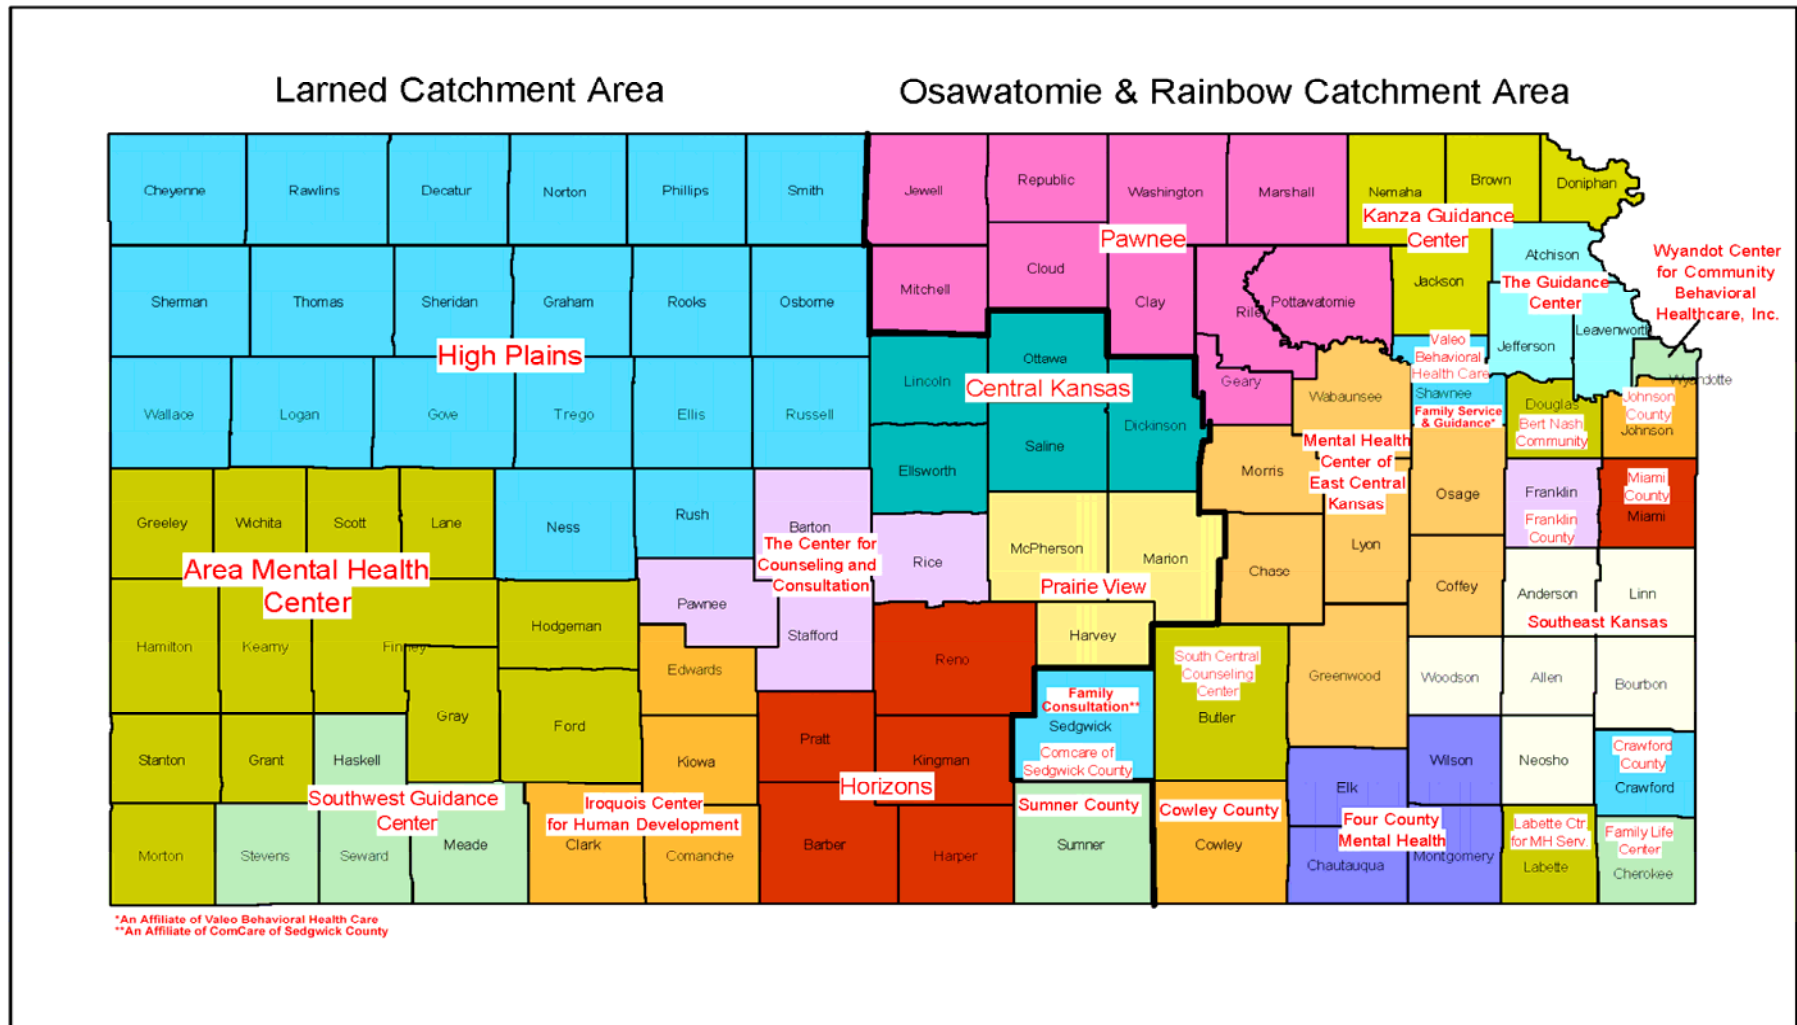 Larned Catchment Area
Osawatomie & Rainbow Catchment Area
Cheyenne
Rawlins
Decatur
Norton
Phillips
Smith
Jewell
Republic
Washington
Marshall
Nemaha
Brown
Doniphan
Kanza Guidance
Center
Pawnee
Atchison
Wyandot Center
for Community
Behavioral
Healthcare, Inc.
Sherman
Thomas
Sheridan
Graham
Rooks
Osborne
Mitchell
Cloud
Clay
Riley
Pottawatomie
Jackson
The Guidance
Center
Leavenworth
Jefferson
High Plains
Valeo
Behavioral
Health Care
Shawnee
Family Service
& Guidance*
Wyandotte
Ottawa
Lincoln
Central Kansas
Geary
Wabaunsee
Douglas
Bert Nash
Community
Johnson
County
Johnson
Wallace
Logan
Gove
Trego
Ellis
Russell
Dickinson
Saline
Ellsworth
Morris
Mental Health
Center of
East Central
Kansas
Osage
Franklin
Franklin
County
Miami
County
Miami
Greeley
Wichita
Scott
Lane
Ness
Rush
Barton
The Center for
Counseling and
Consultation
Rice
McPherson
Marion
Prairie View
Chase
Lyon
Coffey
Anderson
Linn
Southeast Kansas
Area Mental Health
Center
Pawnee
Stafford
Hodgeman
Hamilton
Kearny
Finney
Edwards
Reno
Harvey
South Central
Counseling
Center
Butler
Greenwood
Woodson
Allen
Bourbon
Gray
Ford
Family
Consultation**
Sedgwick
Comcare of
Sedgwick County
Stanton
Grant
Haskell
Kiowa
Pratt
Kingman
Horizons
Elk
Wilson
Neosho
Crawford
County
Crawford
Southwest Guidance
Center
Iroquois Center
for Human Development
Sumner County
Cowley County
Four County
Mental Health
Labette Ctr.
for MH Serv.
Family Life
Center
Morton
Stevens
Seward
Meade
Clark
Comanche
Barber
Harper
Sumner
Cowley
Chautauqua
Montgomery
Labette
Cherokee
*An Affiliate of Valeo Behavioral Health Care
**An Affiliate of ComCare of Sedgwick County